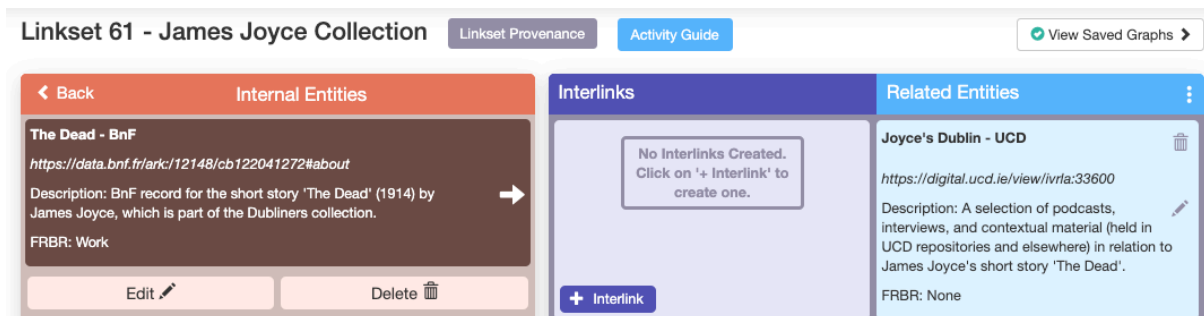 Linkset 61 - James Joyce Collection
Linkset Provenance
Activity Guide
View Saved Graphs
Back
Internal Entities
The Dead - BnF
https://data.bnf.fr/ark:/12148/cb122041272#about
Description: BnF record for the short story 'The Dead' (1914) by
James Joyce, which is part of the Dubliners collection.
FRBR: Work
Edit
Delete
Interlinks
No Interlinks Created.
Click on '+ Interlink' to
create one.
+ Interlink
Related Entities
Joyce's Dublin - UCD
https://digital.ucd.ie/view/ivrla:33600
Description: A selection of podcasts,
interviews, and contextual material (held in
UCD repositories and elsewhere) in relation to
James Joyce's short story 'The Dead'.
FRBR: None